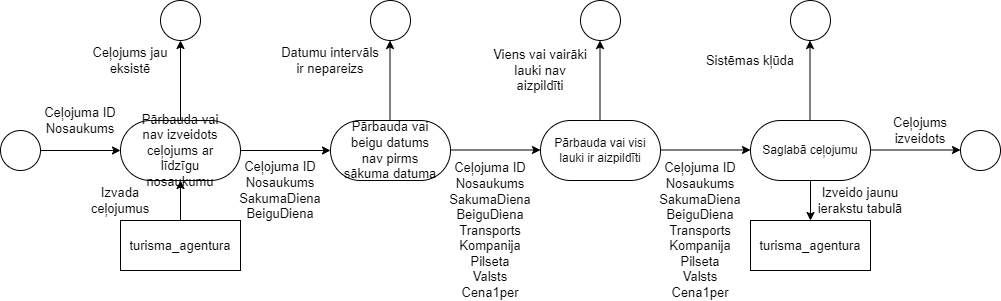 Ceļojuma ID
Nosaukums
Ceļojums jau
eksistē
Pārbauda vai
nav izveidots
ceļojums ar
līdzīgu
nosaukumu
Izvada
ceļojumus
turisma_agentura
Ceļojuma ID
Nosaukums
SakumaDiena
BeiguDiena
Datumu intervāls
ir nepareizs
Pārbauda vai
beigu datums
nav pirms
sākuma datuma
Ceļojuma ID
Nosaukums
SakumaDiena
BeiguDiena
Transports
Kompanija
Pilseta
Valsts
Cena1per
Viens vai vairāki
lauki nav
aizpildīti
Pārbauda vai visi
lauki ir aizpildīti
Ceļojuma ID
Nosaukums
SakumaDiena
BeiguDiena
Transports
Kompanija
Pilseta
Valsts
Cena1per
Sistēmas kļūda
Saglabā ceļojumu
Izveido jaunu
ierakstu tabulā
turisma_agentura
Ceļojums
izveidots